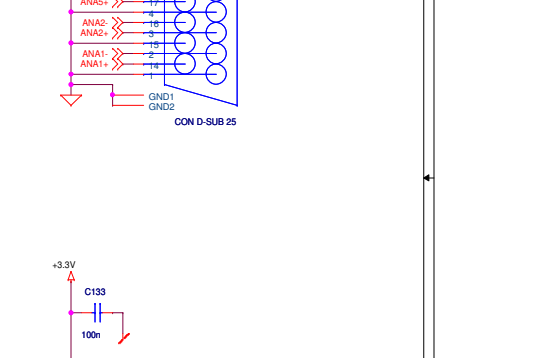 ANA5+
17
4
ANA2-
16
ANA2+
3
15
ANA1-
2
ANA1+
14
1
GND1
GND2
CON D-SUB 25
+3.3V
C133
100n